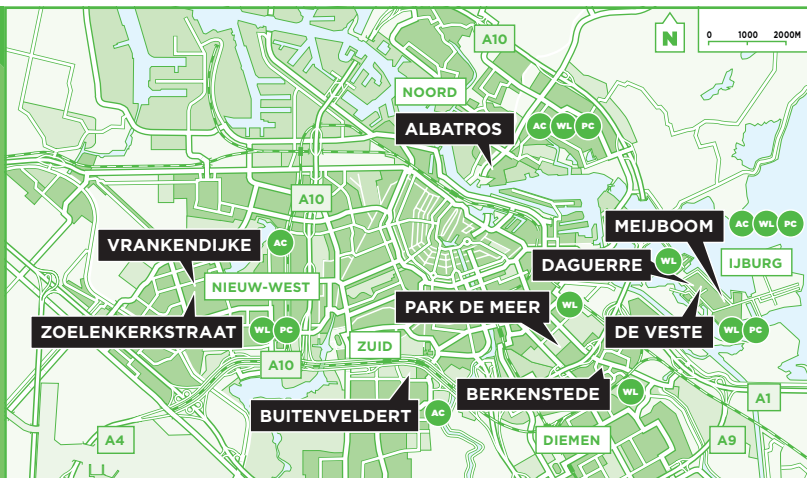 A10
N
0 1000 2000M
NOORD
ALBATROS
AC WL PC
A10
VRANKENDIJKE
AC
NIEUW-WEST
ZOELENKERKSTRAAT
WL PC
A10
ZUID
MEIJBOOM
AC WL PC
DAGUERRE
WL
IJBURG
PARK DE MEER
WL
DE VESTE
WL PC
BERKENSTEDE
WL
BUITENVELDERT
AC
A1
A4
DIEMEN
A9